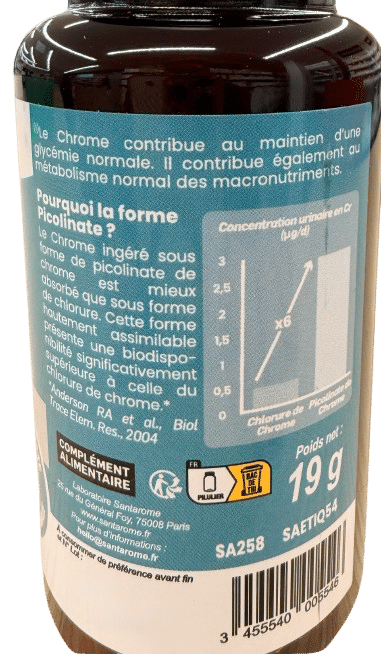 Le Chrome contribue au maintien d'une
glycémie normale. Il contribue également au
métabolisme normal des macronutriments.
Pourquoi la forme
Picolinate ?
Le Chrome ingéré sous
forme de picolinate de
chrome est mieux
absorbé que sous forme
de chlorure. Cette forme
hautement assimilable
présente une biodispo-
nibilité significativement
supérieure à celle du
chlorure de chrome.*
*Anderson RA et al., Biol
Trace Elem. Res., 2004
Concentration urinaire en Cr
(µg/d)
3
2,5
2
1,5
1
0,5
0
x6
Chlorure de
Chrome
Picolinate de
Chrome
COMPLÉMENT
ALIMENTAIRE
FR
PILULIER
BAC
DE
TRI
Poids net :
19 g
Laboratoire Santarome
25 rue du Général Foy, 75008 Paris
www.santarome.fr
Pour plus d'informations :
hello@santarome.fr
À consommer de préférence avant fin
et N° Lot :
SA258 SAETIQ54
3 455540 005546